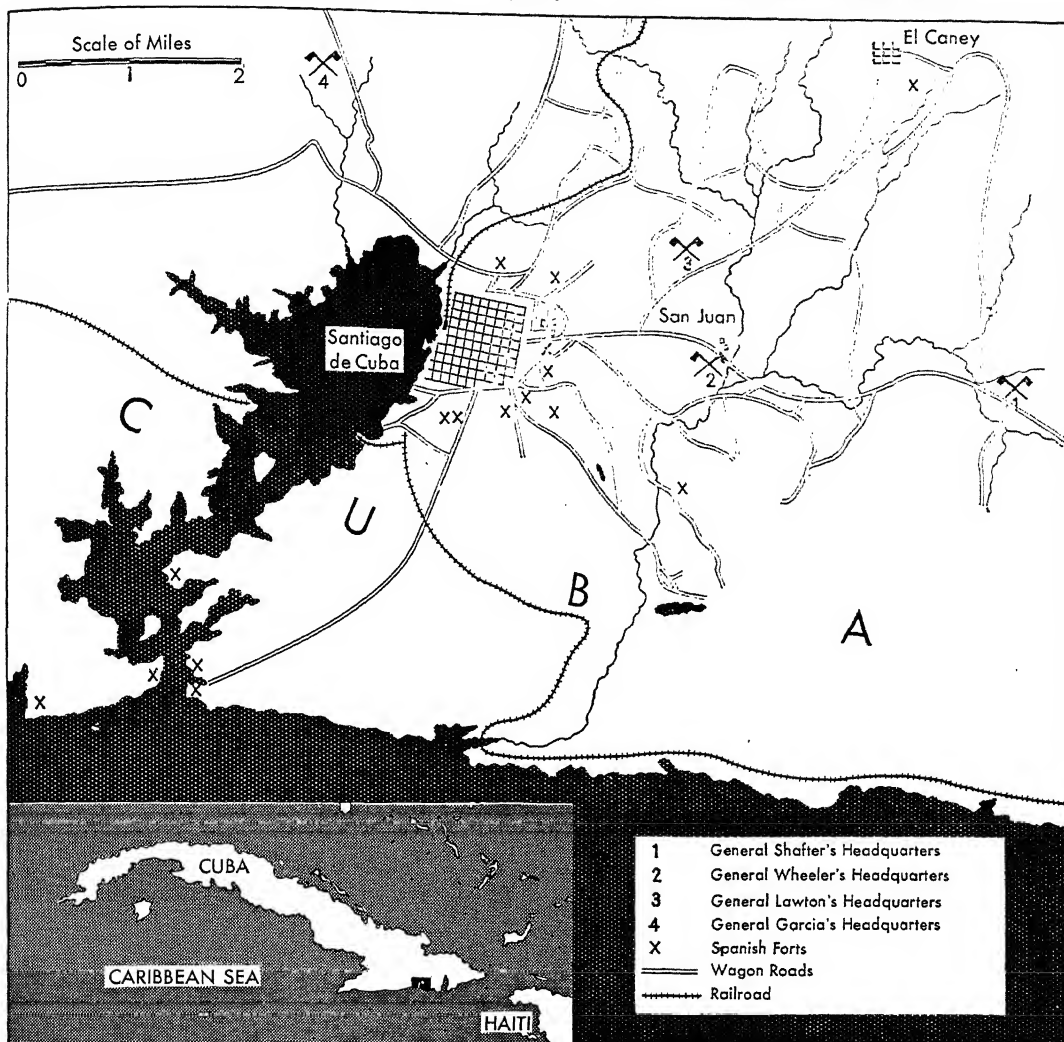 Scale of Miles
0 1 2
4
El Caney
X
3
X
X
San Juan
Santiago
de Cuba
2
1
X
X
XX
X
X
X
C
U
B
A
X
X
X
X
X
CUBA
CARIBBEAN SEA
HAITI
1 General Shafter's Headquarters
2 General Wheeler's Headquarters
3 General Lawton's Headquarters
4 General Garcia's Headquarters
X Spanish Forts
Wagon Roads
Railroad